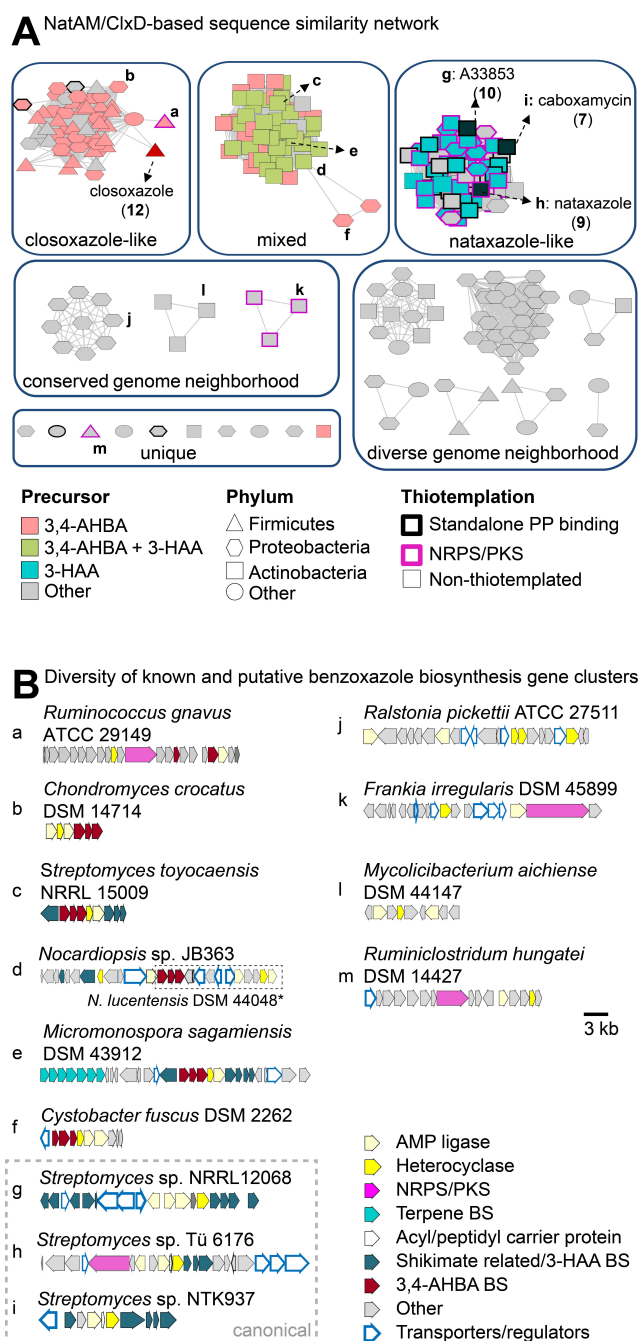 A NatAM/ClxD-based sequence similarity network
b
c
g: A33853
(10)
i: caboxamycin
(7)
a
e
d
closoxazole
(12)
h: nataxazole
(9)
f
closoxazole-like
mixed
nataxazole-like
j
l
k
conserved genome neighborhood
m
unique
diverse genome neighborhood
Precursor
3,4-AHBA
3,4-AHBA + 3-HAA
3-HAA
Other
Phylum
Firmicutes
Proteobacteria
Actinobacteria
Other
Thiotemplation
Standalone PP binding
NRPS/PKS
Non-thiotemplated
B Diversity of known and putative benzoxazole biosynthesis gene clusters
a Ruminococcus gnavus
ATCC 29149
b Chondromyces crocatus
DSM 14714
c Streptomyces toyocaensis
NRRL 15009
d Nocardiopsis sp. JB363
N. lucentensis DSM 44048*
e Micromonospora sagamiensis
DSM 43912
f Cystobacter fuscus DSM 2262
g Streptomyces sp. NRRL12068
h Streptomyces sp. Tü 6176
i Streptomyces sp. NTK937
canonical
j Ralstonia pickettii ATCC 27511
k Frankia irregularis DSM 45899
l Mycolicibacterium aichiense
DSM 44147
m Ruminiclostridum hungatei
DSM 14427
3 kb
AMP ligase
Heterocyclase
NRPS/PKS
Terpene BS
Acyl/peptidyl carrier protein
Shikimate related/3-HAA BS
3,4-AHBA BS
Other
Transporters/regulators